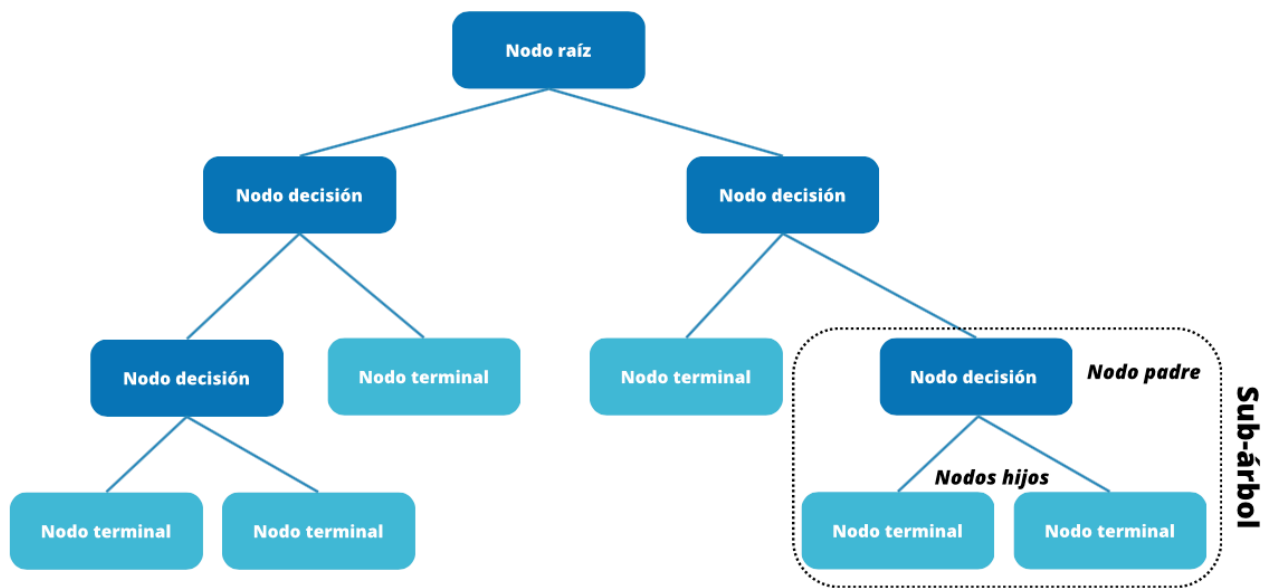 Nodo raíz
Nodo decisión
Nodo decisión
Nodo decisión
Nodo terminal
Nodo terminal
Nodo decisión
Nodo padre
Nodos hijos
Nodo terminal
Nodo terminal
Nodo terminal
Nodo terminal
Sub-árbol